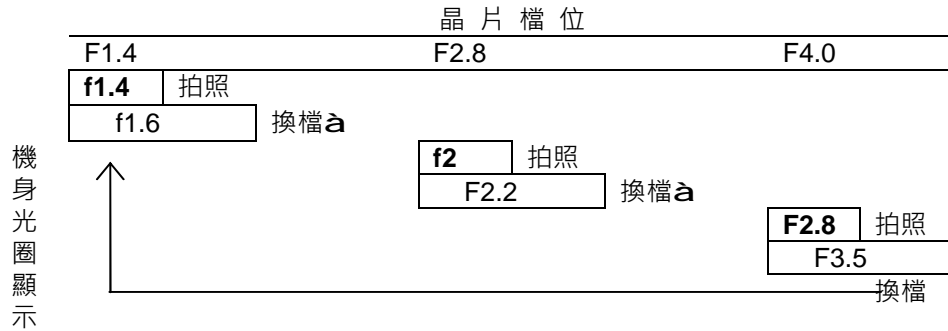 晶片檔位
F1.4 F2.8 F4.0
f1.4 拍照
f1.6 換檔à
f2 拍照
F2.2 換檔à
F2.8 拍照
F3.5
換檔
機身光圈顯示